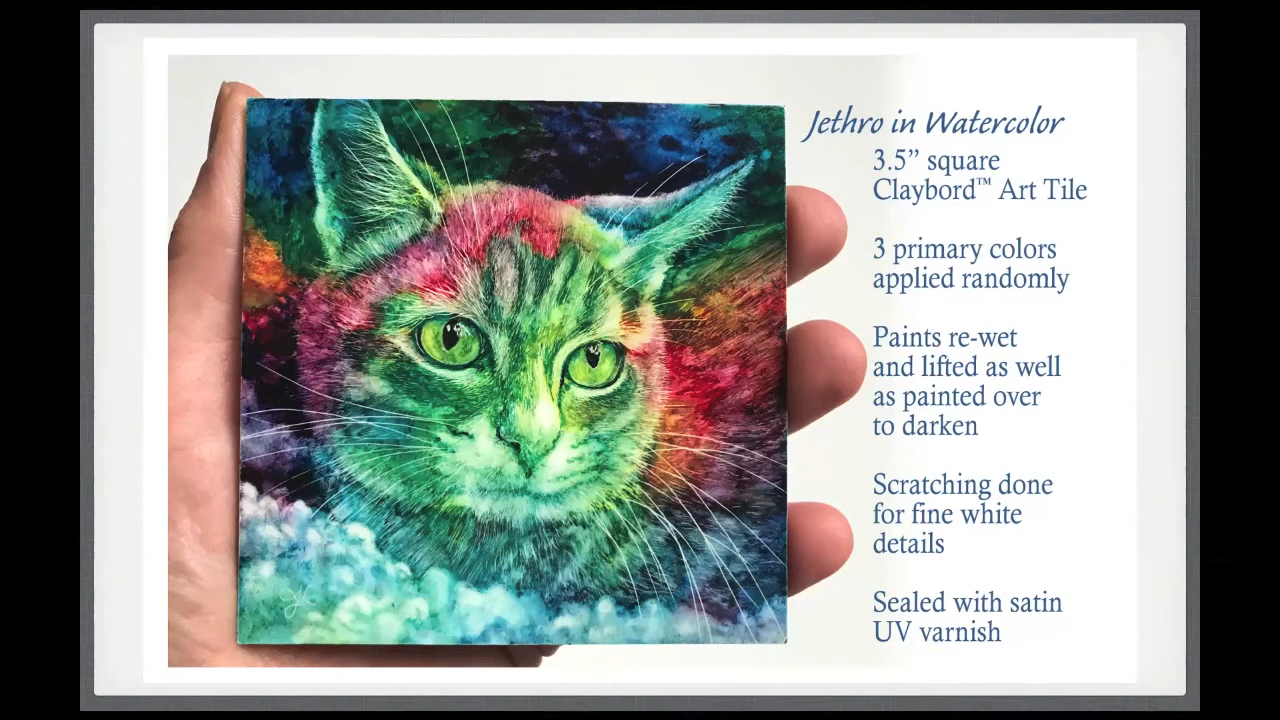 Jethro in Watercolor
3.5” square
Claybord™ Art Tile
3 primary colors
applied randomly
Paints re-wet
and lifted as well
as painted over
to darken
Scratching done
for fine white
details
Sealed with satin
UV varnish